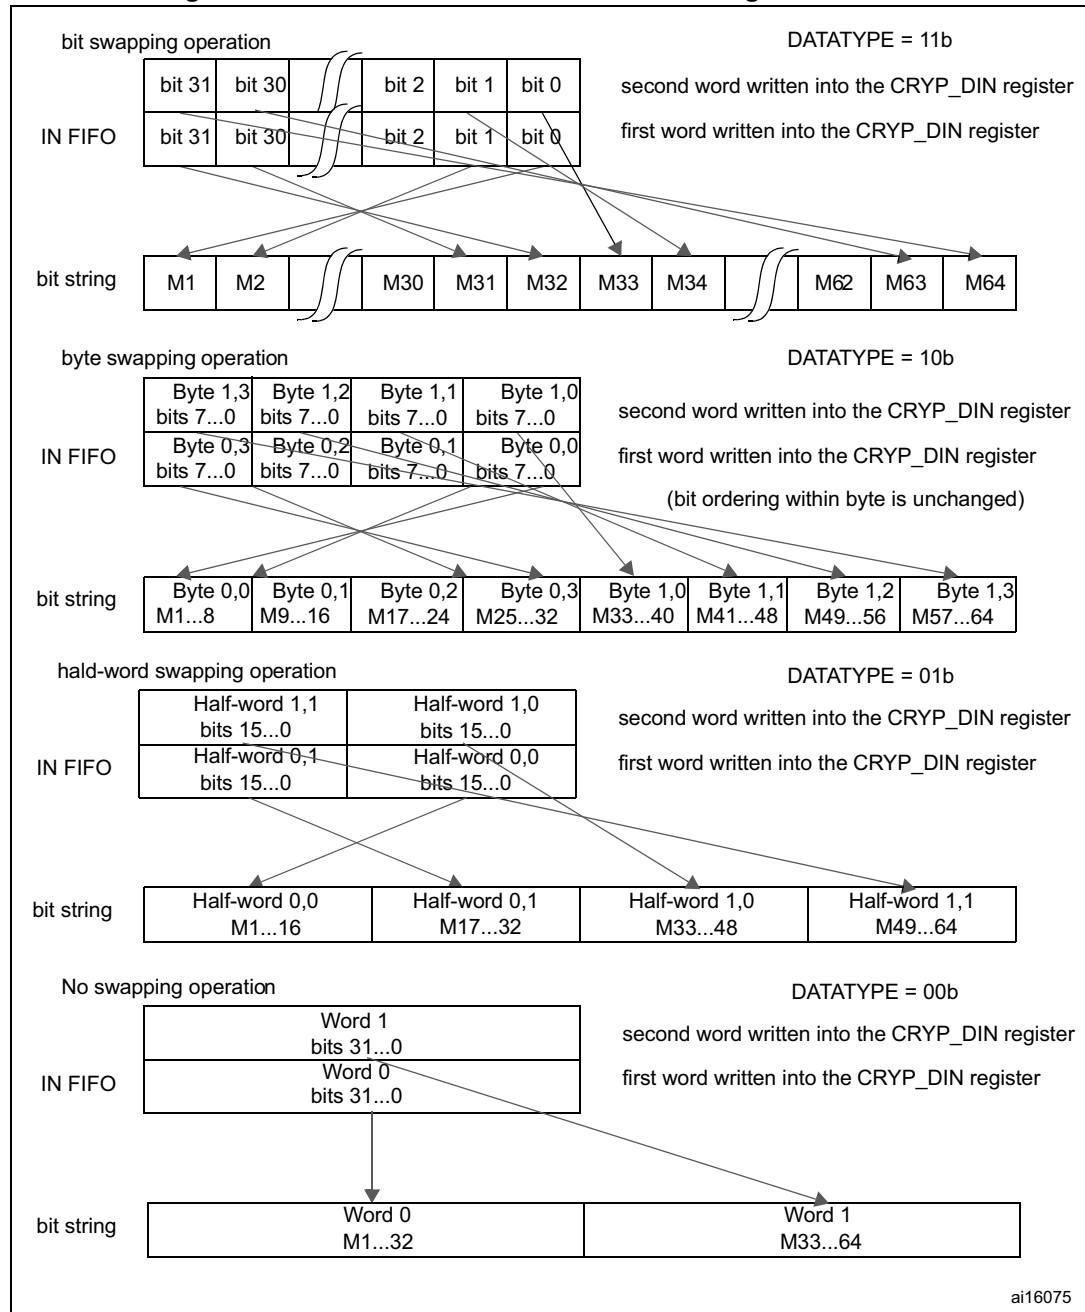 bit swapping operation DATATYPE = 11b
bit 31 bit 30 bit 2 bit 1 bit 0 second word written into the CRYP_DIN register
IN FIFO bit 31 bit 30 bit 2 bit 1 bit 0 first word written into the CRYP_DIN register
bit string M1 M2 M30 M31 M32 M33 M34 M62 M63 M64
byte swapping operation DATATYPE = 10b
Byte 1,3 Byte 1,2 Byte 1,1 Byte 1,0
bits 7...0 bits 7...0 bits 7...0 bits 7...0 second word written into the CRYP_DIN register
IN FIFO Byte 0,3 Byte 0,2 Byte 0,1 Byte 0,0 first word written into the CRYP_DIN register
bits 7...0 bits 7...0 bits 7...0 bits 7...0
(bit ordering within byte is unchanged)
bit string Byte 0,0 Byte 0,1 Byte 0,2 Byte 0,3 Byte 1,0 Byte 1,1 Byte 1,2 Byte 1,3
M1...8 M9...16 M17...24 M25...32 M33...40 M41...48 M49...56 M57...64
hald-word swapping operation DATATYPE = 01b
Half-word 1,1 Half-word 1,0
bits 15...0 bits 15...0 second word written into the CRYP_DIN register
IN FIFO Half-word 0,1 Half-word 0,0 first word written into the CRYP_DIN register
bits 15...0 bits 15...0
bit string Half-word 0,0 Half-word 0,1 Half-word 1,0 Half-word 1,1
M1...16 M17...32 M33...48 M49...64
No swapping operation DATATYPE = 00b
Word 1
bits 31...0 second word written into the CRYP_DIN register
IN FIFO Word 0 first word written into the CRYP_DIN register
bits 31...0
bit string Word 0 Word 1
M1...32 M33...64
ai16075